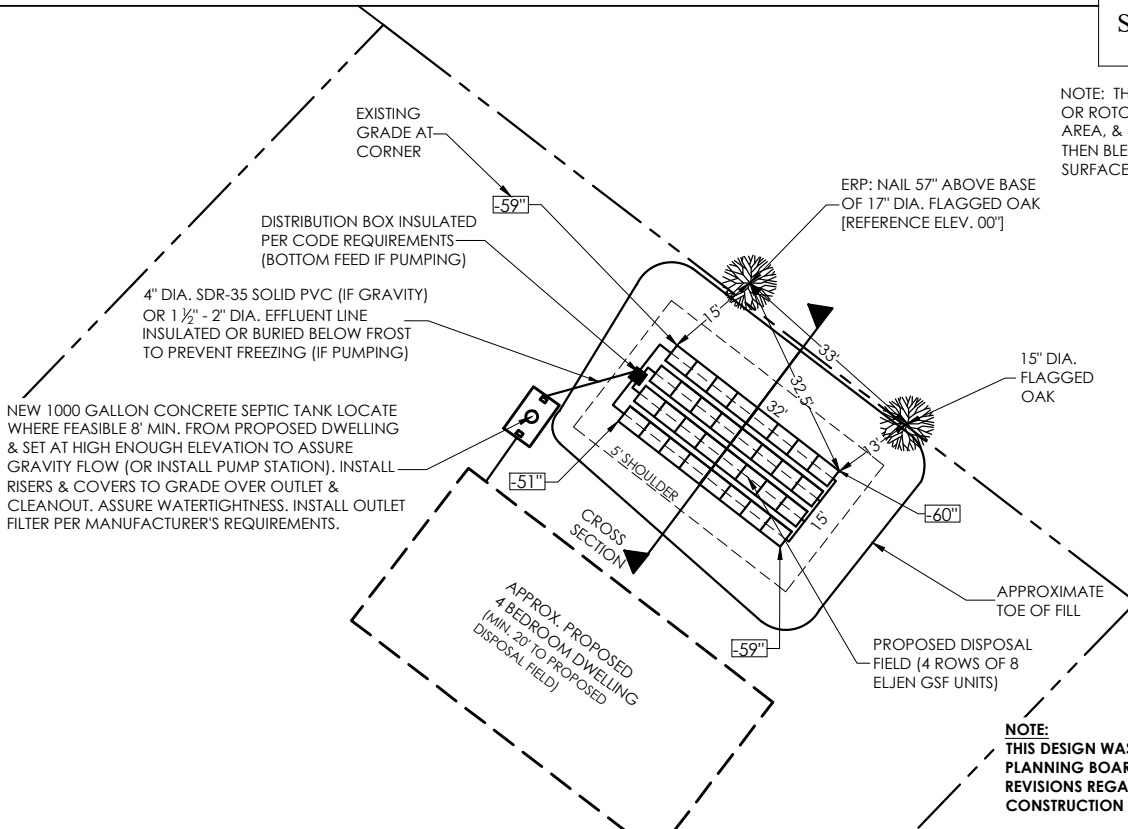 S
NOTE: TH
OR ROTO
AREA, &
THEN BLE
SURFACE
EXISTING
GRADE AT
CORNER
-59"
ERP: NAIL 57" ABOVE BASE
OF 17" DIA. FLAGGED OAK
[REFERENCE ELEV. 00"]
DISTRIBUTION BOX INSULATED
PER CODE REQUIREMENTS
(BOTTOM FEED IF PUMPING)
4" DIA. SDR-35 SOLID PVC (IF GRAVITY)
OR 1 ½" - 2" DIA. EFFLUENT LINE
INSULATED OR BURIED BELOW FROST
TO PREVENT FREEZING (IF PUMPING)
15'
33'
32.5'
32'
13'
15" DIA.
FLAGGED
OAK
NEW 1000 GALLON CONCRETE SEPTIC TANK LOCATE
WHERE FEASIBLE 8' MIN. FROM PROPOSED DWELLING
& SET AT HIGH ENOUGH ELEVATION TO ASSURE
GRAVITY FLOW (OR INSTALL PUMP STATION). INSTALL
RISERS & COVERS TO GRADE OVER OUTLET &
CLEANOUT. ASSURE WATERTIGHTNESS. INSTALL OUTLET
FILTER PER MANUFACTURER'S REQUIREMENTS.
-51"
5' SHOULDER
15'
-60"
CROSS
SECTION
APPROX. PROPOSED
4 BEDROOM DWELLING
(MIN. 20' TO PROPOSED
DISPOSAL FIELD)
APPROXIMATE
TOE OF FILL
-59"
PROPOSED DISPOSAL
FIELD (4 ROWS OF 8
ELJEN GSF UNITS)
NOTE:
THIS DESIGN WAS
PLANNING BOAR
REVISIONS REGA
CONSTRUCTION